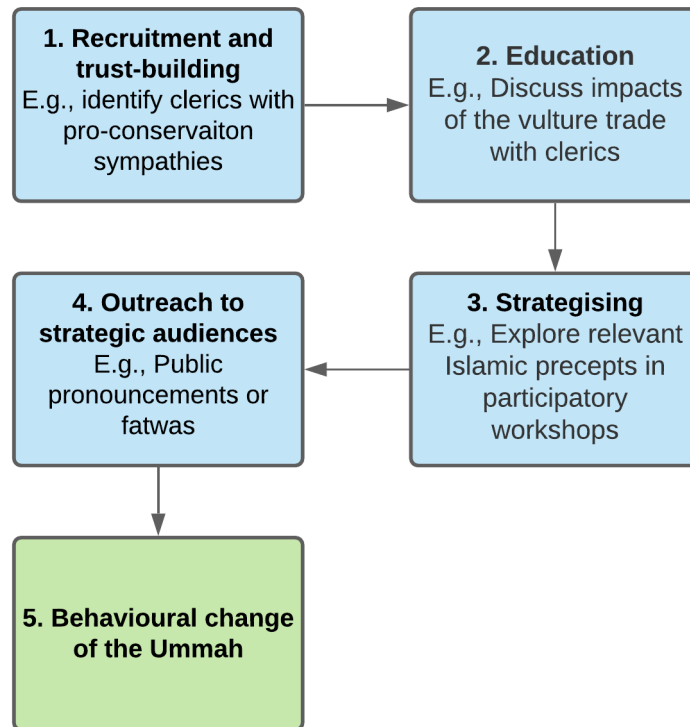 1. Recruitment and
trust-building
E.g., identify clerics with
pro-conservaiton
sympathies
2. Education
E.g., Discuss impacts
of the vulture trade
with clerics
3. Strategising
E.g., Explore relevant
Islamic precepts in
participatory
workshops
4. Outreach to
strategic audiences
E.g., Public
pronouncements or
fatwas
5. Behavioural change
of the Ummah